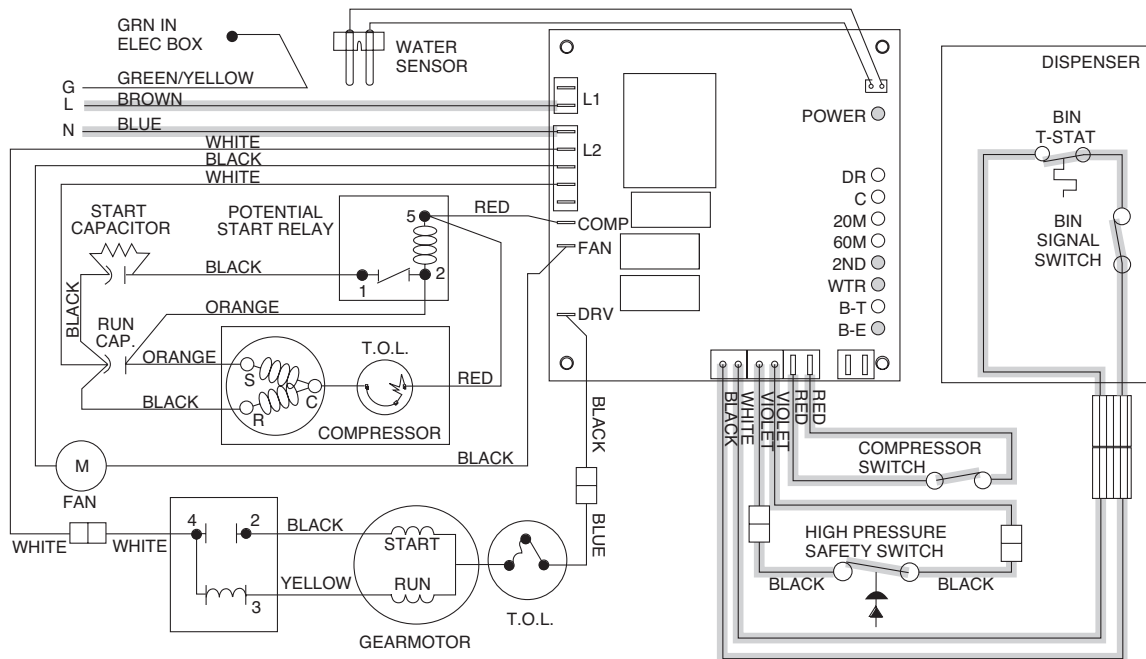 GRN IN
ELEC BOX
G
GREEN/YELLOW
L
BROWN
N
BLUE
WHITE
BLACK
WHITE
WATER
SENSOR
L1
L2
POWER
DR
C
20M
60M
2ND
WTR
B-T
B-E
COMP
FAN
DRV
DISPENSER
BIN
T-STAT
BIN
SIGNAL
SWITCH
START
CAPACITOR
POTENTIAL
START RELAY
5
1
2
RED
BLACK
ORANGE
BLACK
RUN
CAP.
ORANGE
BLACK
S
R
C
T.O.L.
COMPRESSOR
RED
M
FAN
BLACK
BLACK
BLUE
WHITE
WHITE
4
2
3
BLACK
YELLOW
START
RUN
GEARMOTOR
T.O.L.
BLACK
WHITE
VIOLET
VIOLET
RED
RED
COMPRESSOR
SWITCH
HIGH PRESSURE
SAFETY SWITCH
BLACK
BLACK